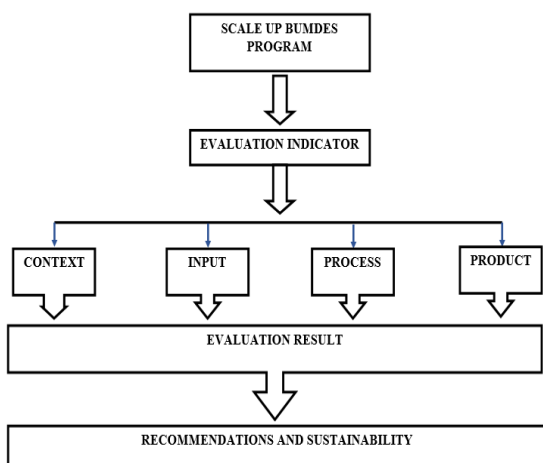 SCALE UP BUMDES
PROGRAM
EVALUATION INDICATOR
CONTEXT
INPUT
PROCESS
PRODUCT
EVALUATION RESULT
RECOMMENDATIONS AND SUSTAINABILITY